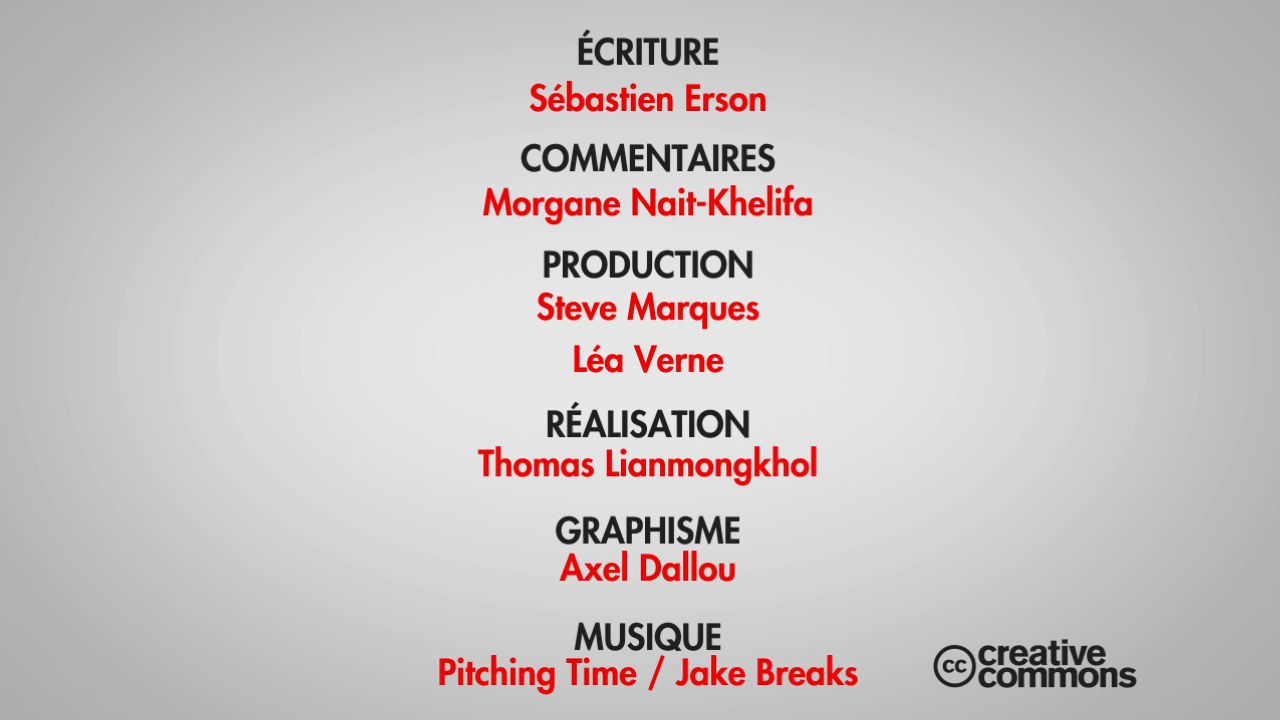 ÉCRITURE
Sébastien Erson
COMMENTAIRES
Morgane Nait-Khelifa
PRODUCTION
Steve Marques
Léa Verne
RÉALISATION
Thomas Lianmongkhol
GRAPHISME
Axel Dallou
MUSIQUE
Pitching Time / Jake Breaks
cc creative
commons